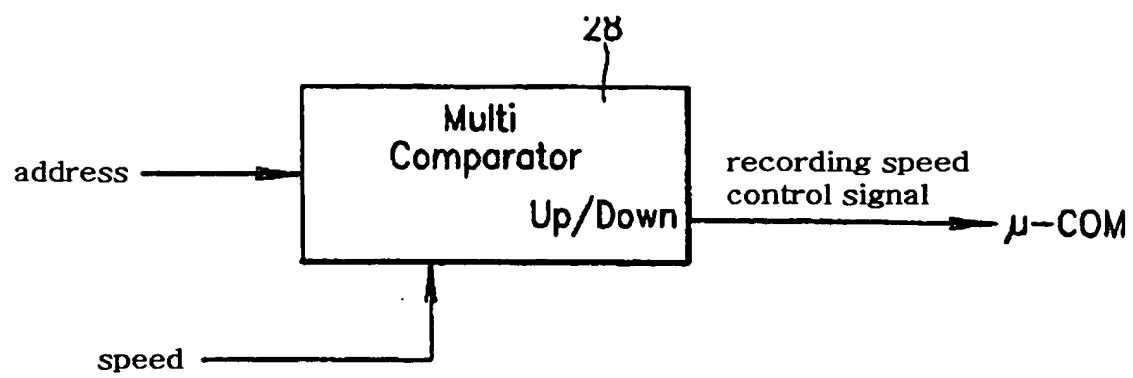 28
Multi
Comparator
address
recording speed
control signal
Up/Down
μ-COM
speed